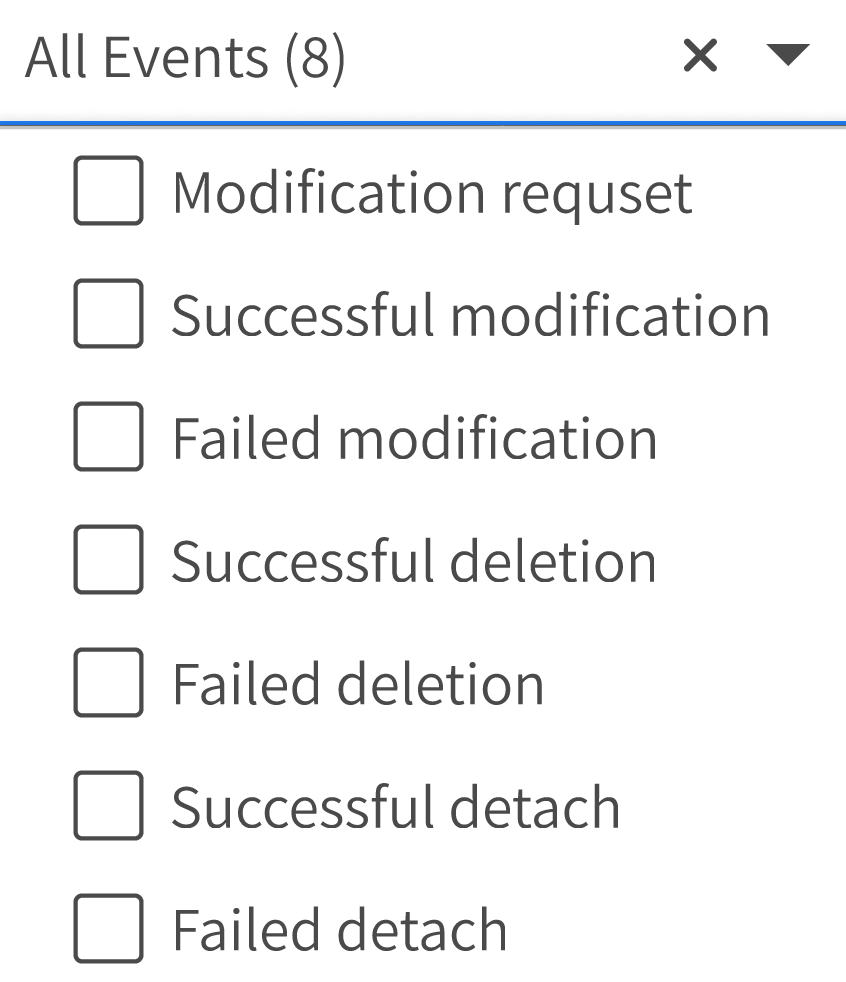 All Events (8)
Modification requset
Successful modification
Failed modification
Successful deletion
Failed deletion
Successful detach
Failed detach